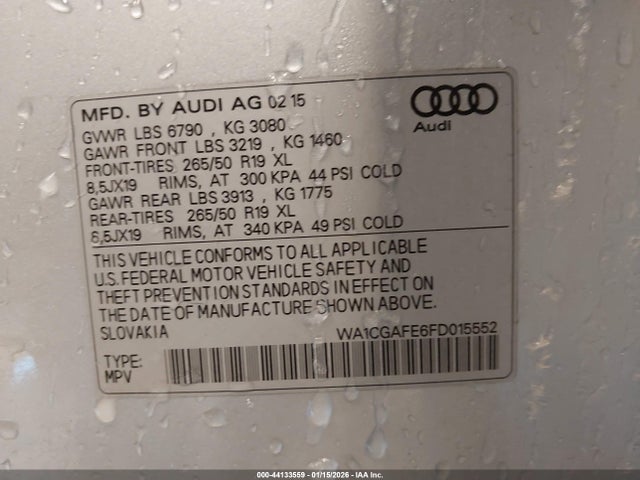 MFD. BY AUDI AG 02 15
GVWR LBS 6790 , KG 3080
GAWR FRONT LBS 3219 , KG 1460
FRONT-TIRES 265/50 R19 XL
8,5JX19 RIMS, AT 300 KPA 44 PSI COLD
GAWR REAR LBS 3913 , KG 1775
REAR-TIRES 265/50 R19 XL
8,5JX19 RIMS, AT 340 KPA 49 PSI COLD
Audi
THIS VEHICLE CONFORMS TO ALL APPLICABLE
U.S. FEDERAL MOTOR VEHICLE SAFETY AND
THEFT PREVENTION STANDARDS IN EFFECT ON
THE DATE OF MANUFACTURE SHOWN ABOVE.
SLOVAKIA WA1CGAFE6FD015552
TYPE:
MPV
000-44133559 - 01/15/2026 - IAA Inc.